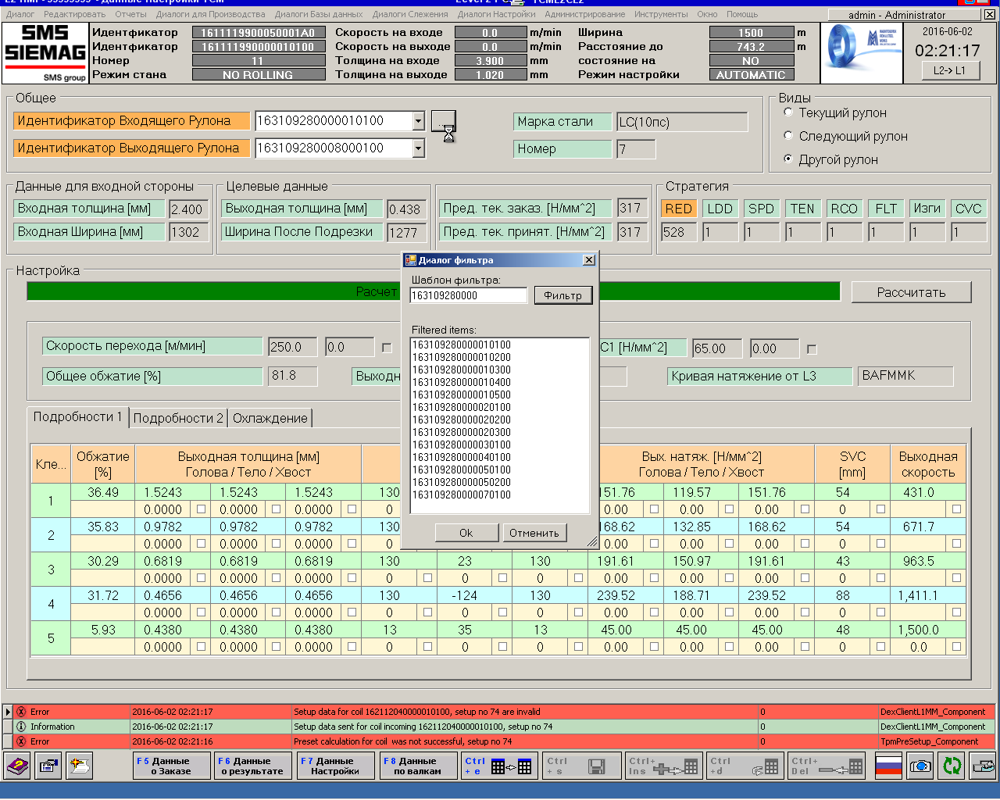 Диалог Редактировать Отчеты Диалоги для Производства Диалоги Базы данных Диалоги Слежения Диалоги Настройки Администрирование Инструменты Окно Помощь
admin - Administrator
SMS
SIEMAG
SMS group
Идентфикатор 1611119900050001A0 Скорость на входе 0.0 m/min Ширина 1500 m
Идентфикатор 161111990000010100 Скорость на выходе 0.0 m/min Расстояние до 743.2 m
Номер 11 Толщина на входе 3.900 mm состояние на NO
Режим стана NO ROLLING Толщина на выходе 1.020 mm Режим настройки AUTOMATIC
2016-06-02
02:21:17
L2-> L1
Общее
Идентификатор Входящего Рулона 163109280000010100 ... Марка стали LC(10пс)
Идентификатор Выходящего Рулона 163109280008000100 Номер 7
Виды
Текущий рулон
Следующий рулон
Другой рулон
Данные для входной стороны
Входная толщина [мм] 2.400
Входная Ширина [мм] 1302
Целевые данные
Выходная толщина [мм] 0.438
Ширина После Подрезки 1277
Пред. тек. заказ. [Н/мм^2] 317
Пред. тек. принят. [Н/мм^2] 317
Стратегия
RED LDD SPD TEN RCO FLT Изги CVC
528 1 1 1 1 1 1 1
Настройка
Расчет
Рассчитать
Скорость перехода [м/мин] 250.0 0.0
C1 [Н/мм^2] 65.00 0.00
Общее обжатие [%] 81.8 Выходн
Кривая натяжение от L3 BAFMMK
Диалог фильтра
Шаблон фильтра:
163109280000 Фильтр
Filtered items:
163109280000010100
163109280000010200
163109280000010300
163109280000010400
163109280000010500
163109280000020100
163109280000020200
163109280000020300
163109280000030100
163109280000040100
163109280000050100
163109280000050200
163109280000070100
Ok Отменить
Подробности 1 Подробности 2 Охлаждение
Кле... Обжатие [%] Выходная толщина [мм] Голова / Тело / Хвост Вых. натяж. [Н/мм^2] Голова / Тело / Хвост SVC [mm] Выходная скорость
1 36.49 1.5243 1.5243 1.5243 130 151.76 119.57 151.76 54 431.0
0.0000 0.0000 0.0000 0 0.00 0.00 0.00 0
2 35.83 0.9782 0.9782 0.9782 130 168.62 132.85 168.62 54 671.7
0.0000 0.0000 0.0000 0 0.00 0.00 0.00 0
3 30.29 0.6819 0.6819 0.6819 130 23 130 191.61 150.97 191.61 43 963.5
0.0000 0.0000 0.0000 0 0 0 0.00 0.00 0.00 0
4 31.72 0.4656 0.4656 0.4656 130 -124 130 239.52 188.71 239.52 88 1,411.1
0.0000 0.0000 0.0000 0 0 0 0.00 0.00 0.00 0
5 5.93 0.4380 0.4380 0.4380 13 35 13 45.00 45.00 45.00 48 1,500.0
0.0000 0.0000 0.0000 0 0 0 0.00 0.00 0.00 0 0.0
Error 2016-06-02 02:21:17 Setup data for coil 162112040000010100, setup no 74 are invalid 0 DexClientL1MM_Component
Information 2016-06-02 02:21:17 Setup data sent for coil incoming 162112040000010100, setup no 74 0 DexClientL1MM_Component
Error 2016-06-02 02:21:16 Preset calculation for coil was not successful, setup no 74 0 TpmPreSetup_Component
F5 Данные о Заказе
F6 Данные о результате
F7 Данные Настройки
F8 Данные по валкам
Ctrl + e
Ctrl + s
Ctrl+ Ins
Ctrl +d
Ctrl+ Del